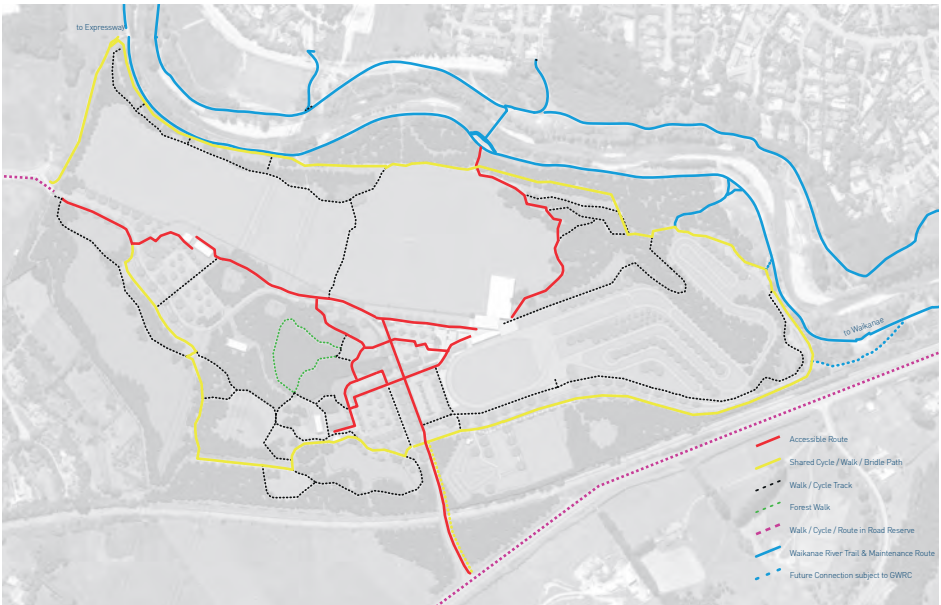 to Expressway
to Waikanae
Accessible Route
Shared Cycle / Walk / Bridle Path
Walk / Cycle Track
Forest Walk
Walk / Cycle / Route in Road Reserve
Waikanae River Trail & Maintenance Route
Future Connection subject to GWRC